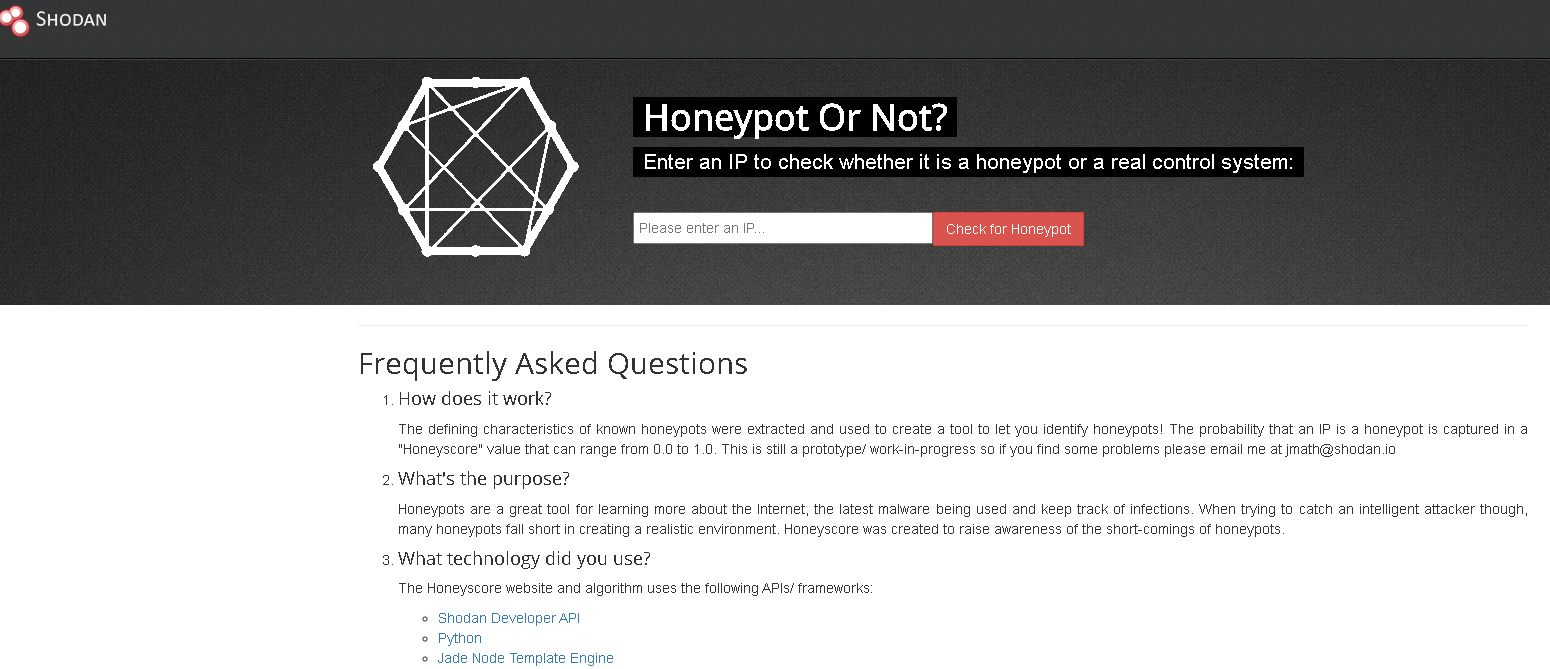 SHODAN
Honeypot Or Not?
Enter an IP to check whether it is a honeypot or a real control system:
Please enter an IP...
Check for Honeypot
Frequently Asked Questions
1. How does it work?
The defining characteristics of known honeypots were extracted and used to create a tool to let you identify honeypots! The probability that an IP is a honeypot is captured in a
"Honeyscore" value that can range from 0.0 to 1.0. This is still a prototype/ work-in-progress so if you find some problems please email me at jmath@shodan.io
2. What's the purpose?
Honeypots are a great tool for learning more about the Internet, the latest malware being used and keep track of infections. When trying to catch an intelligent attacker though,
many honeypots fall short in creating a realistic environment. Honeyscore was created to raise awareness of the short-comings of honeypots.
3. What technology did you use?
The Honeyscore website and algorithm uses the following APIs/ frameworks:
Shodan Developer API
Python
Jade Node Template Engine